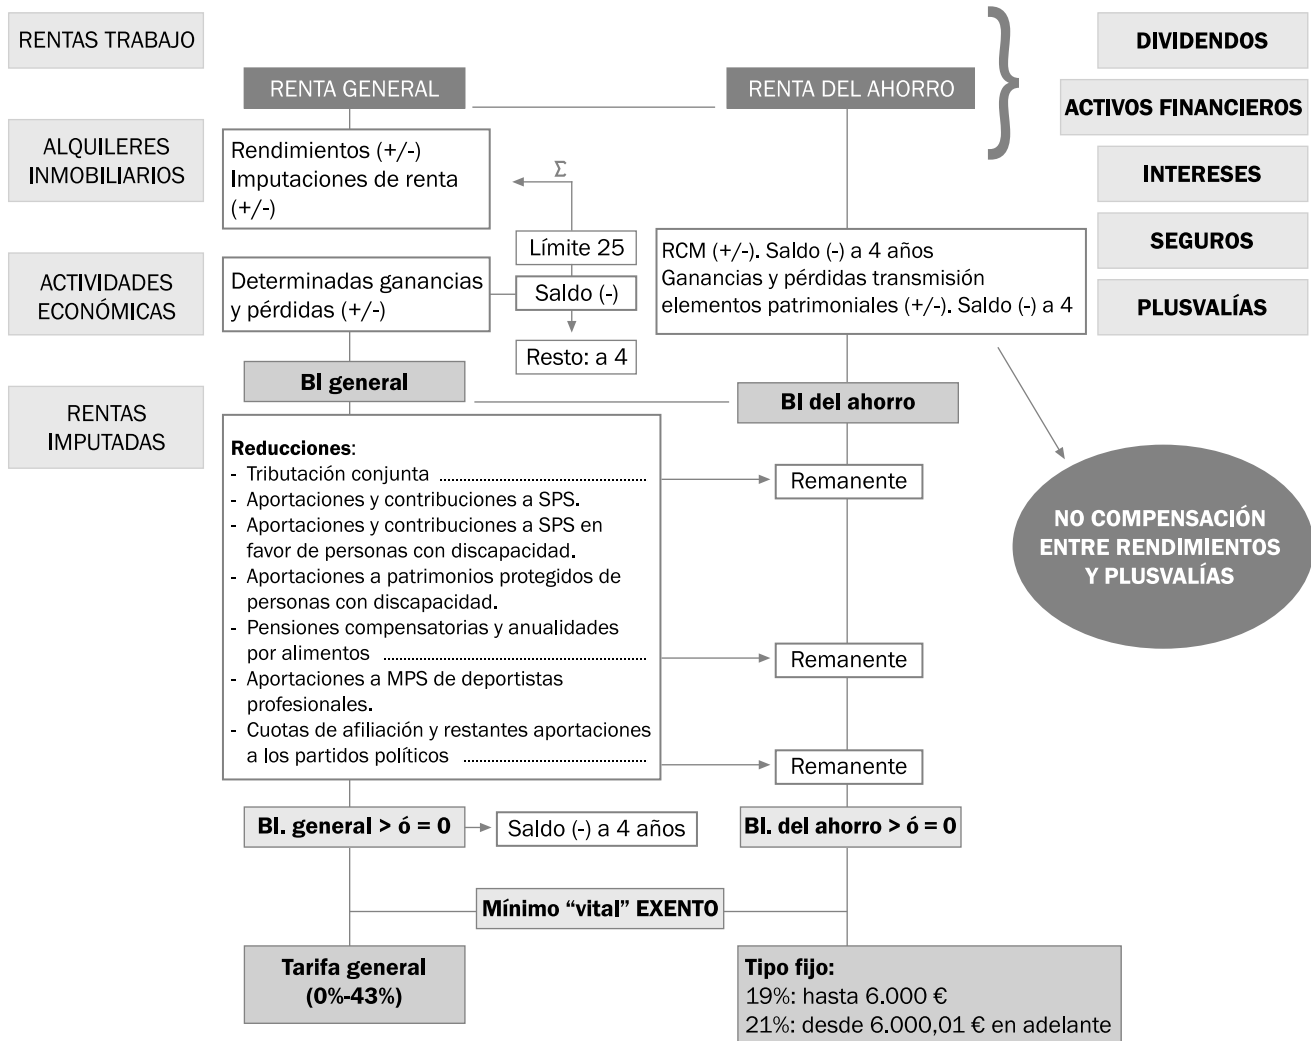 RENTAS TRABAJO
ALQUILERES
INMOBILIARIOS
ACTIVIDADES
ECONÓMICAS
RENTAS
IMPUTADAS
RENTA GENERAL
Rendimientos (+/-)
Imputaciones de renta
(+/-)
Σ
Límite 25
Determinadas ganancias
y pérdidas (+/-)
Saldo (-)
Resto: a 4
BI general
Reducciones:
- Tributación conjunta
- Aportaciones y contribuciones a SPS.
- Aportaciones y contribuciones a SPS en
favor de personas con discapacidad.
- Aportaciones a patrimonios protegidos de
personas con discapacidad.
- Pensiones compensatorias y anualidades
por alimentos
- Aportaciones a MPS de deportistas
profesionales.
- Cuotas de afiliación y restantes aportaciones
a los partidos políticos
BI. general > ó = 0
Saldo (-) a 4 años
RENTA DEL AHORRO
RCM (+/-). Saldo (-) a 4 años
Ganancias y pérdidas transmisión
elementos patrimoniales (+/-). Saldo (-) a 4
BI del ahorro
Remanente
Remanente
Remanente
BI. del ahorro > ó = 0
Mínimo “vital” EXENTO
Tarifa general
(0%-43%)
Tipo fijo:
19%: hasta 6.000 €
21%: desde 6.000,01 € en adelante
DIVIDENDOS
ACTIVOS FINANCIEROS
INTERESES
SEGUROS
PLUSVALÍAS
NO COMPENSACIÓN
ENTRE RENDIMIENTOS
Y PLUSVALÍAS